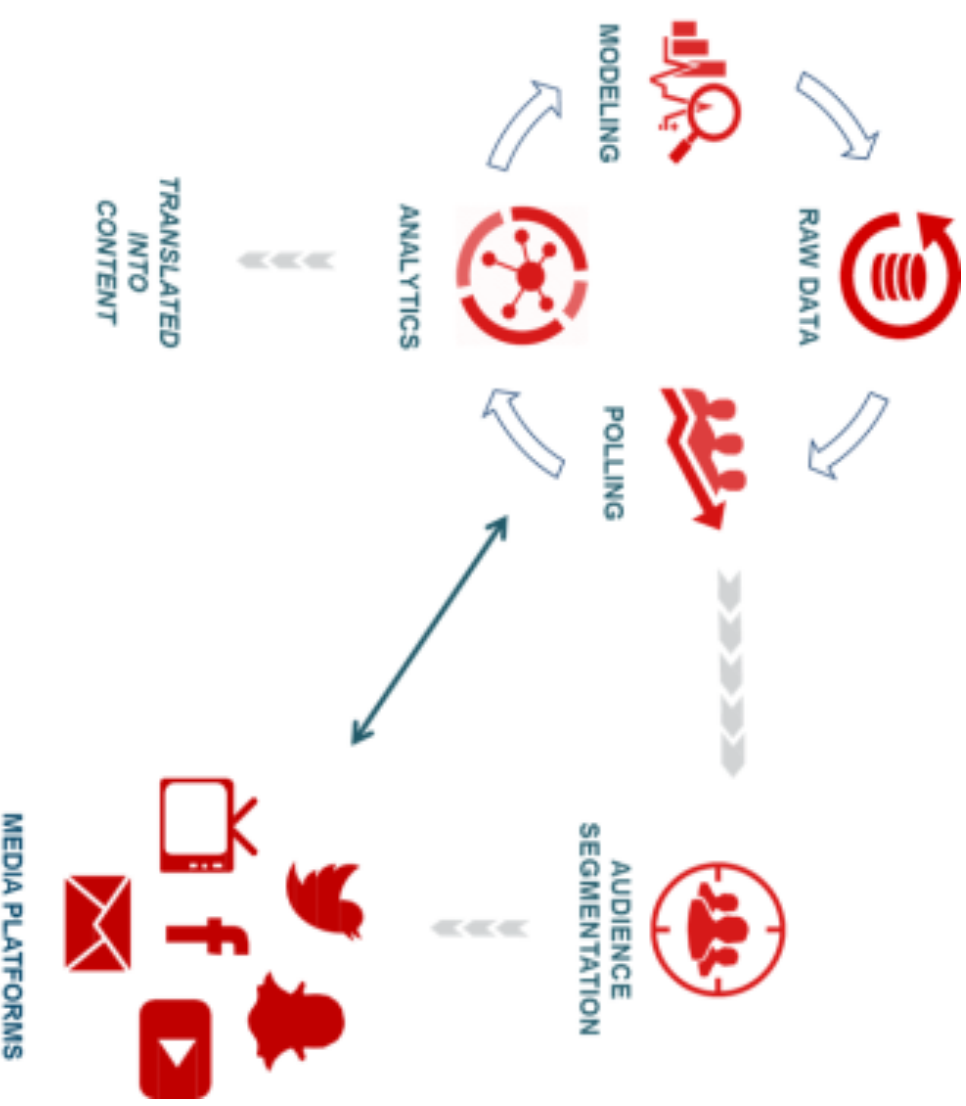 RAW DATA
MODELING
POLLING
ANALYTICS
TRANSLATED
INTO
CONTENT
AUDIENCE
SEGMENTATION
MEDIA PLATFORMS